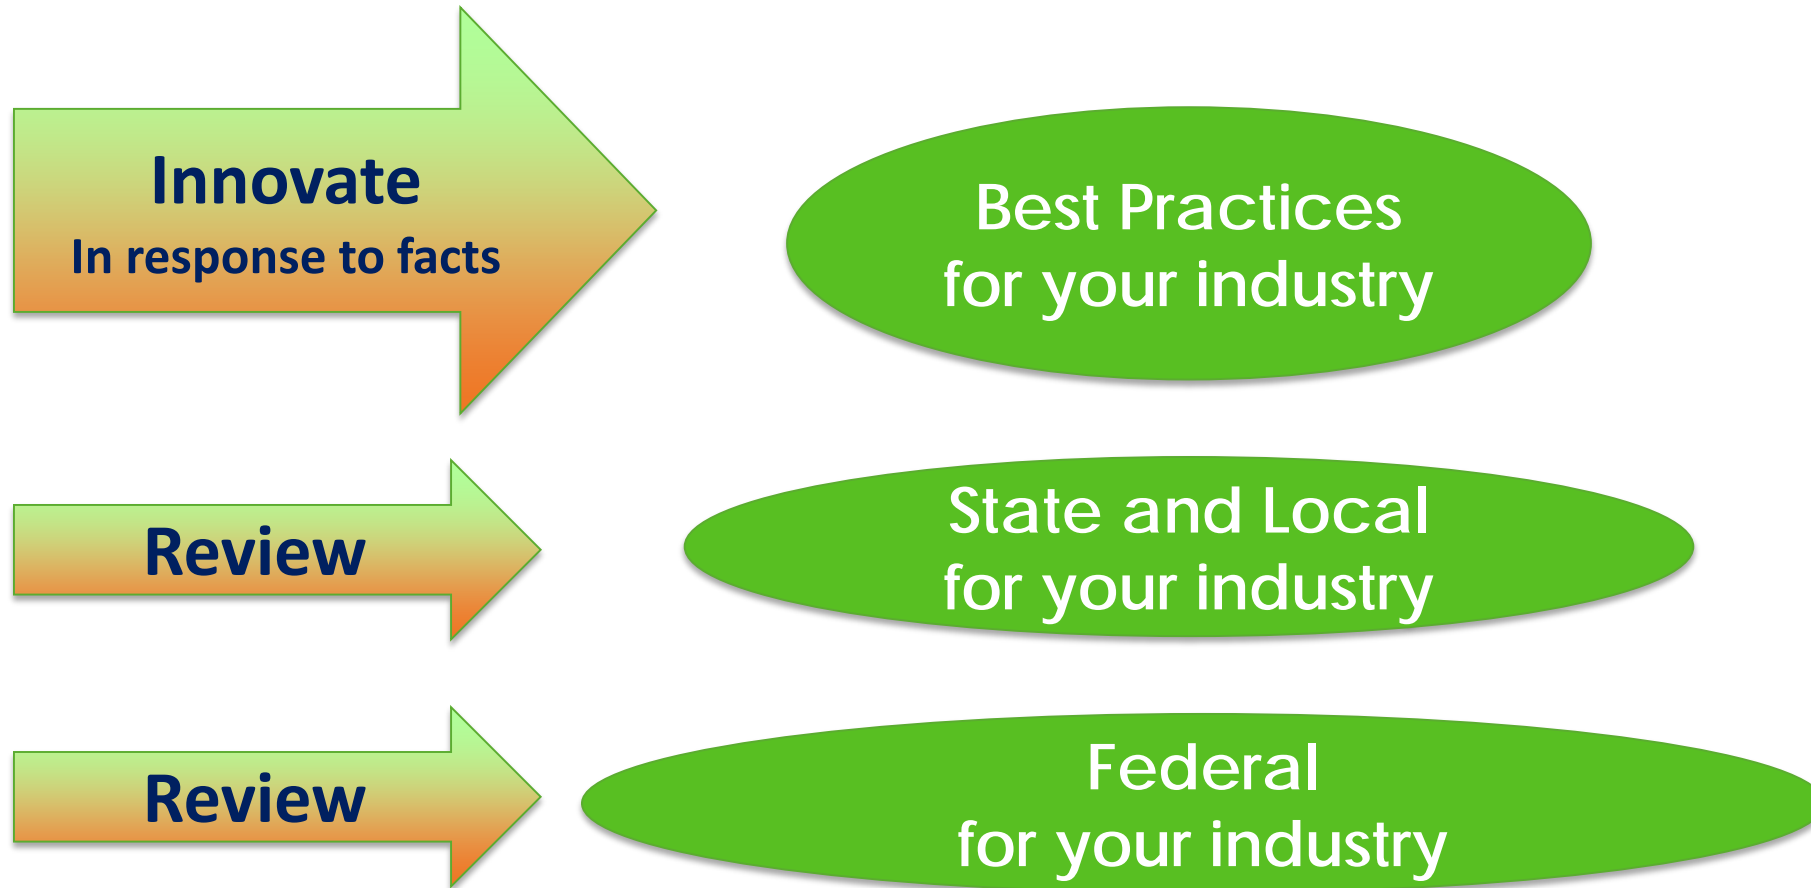 Innovate
In response to facts
Best Practices
for your industry
Review
State and Local
for your industry
Review
Federal
for your industry